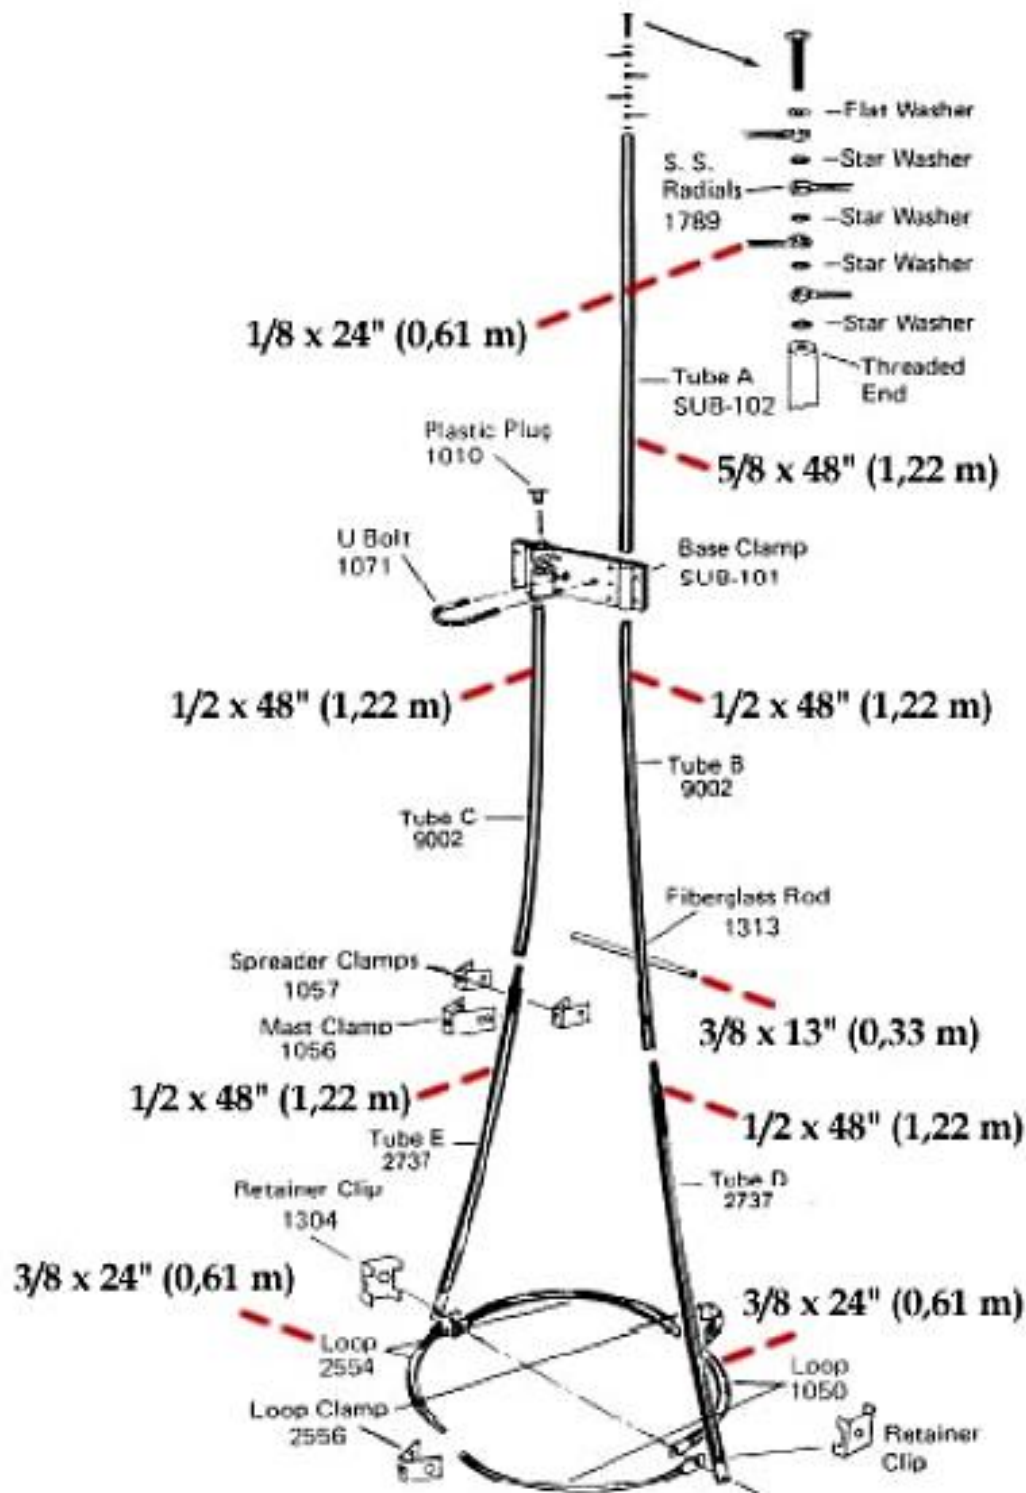 Flat Washer
Star Washer
S. S.
Radials
1789
Star Washer
Star Washer
Star Washer
1/8 x 24" (0,61 m)
Threaded
End
Tube A
SUB-102
Plastic Plug
1010
5/8 x 48" (1,22 m)
U Bolt
1071
Base Clamp
SUB-101
1/2 x 48" (1,22 m)
1/2 x 48" (1,22 m)
Tube B
9002
Tube C
9002
Fiberglass Rod
1313
Spreader Clamps
1057
Mast Clamp
1056
3/8 x 13" (0,33 m)
1/2 x 48" (1,22 m)
1/2 x 48" (1,22 m)
Tube E
2737
Tube D
2737
Retainer Clip
1304
3/8 x 24" (0,61 m)
3/8 x 24" (0,61 m)
Loop
2554
Loop
1050
Loop Clamp
2556
Retainer
Clip